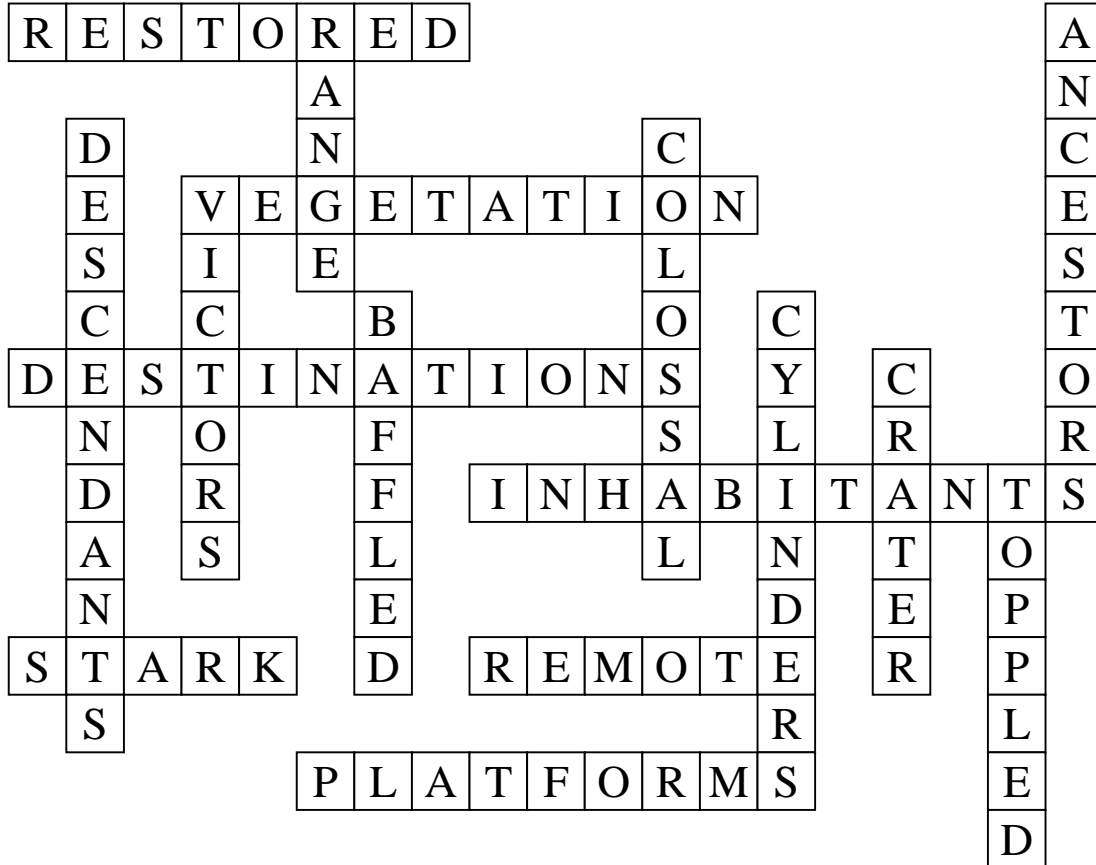 RESTORED
RANGE
ANCESTORS
DESCENDANTS
COLOSSAL
VEGETATION
VICTORS
BAFFLED
CYLINDERS
DESTINATIONS
CRATER
INHABITANTS
TOPPLED
STARK
REMOTE
PLATFORMS